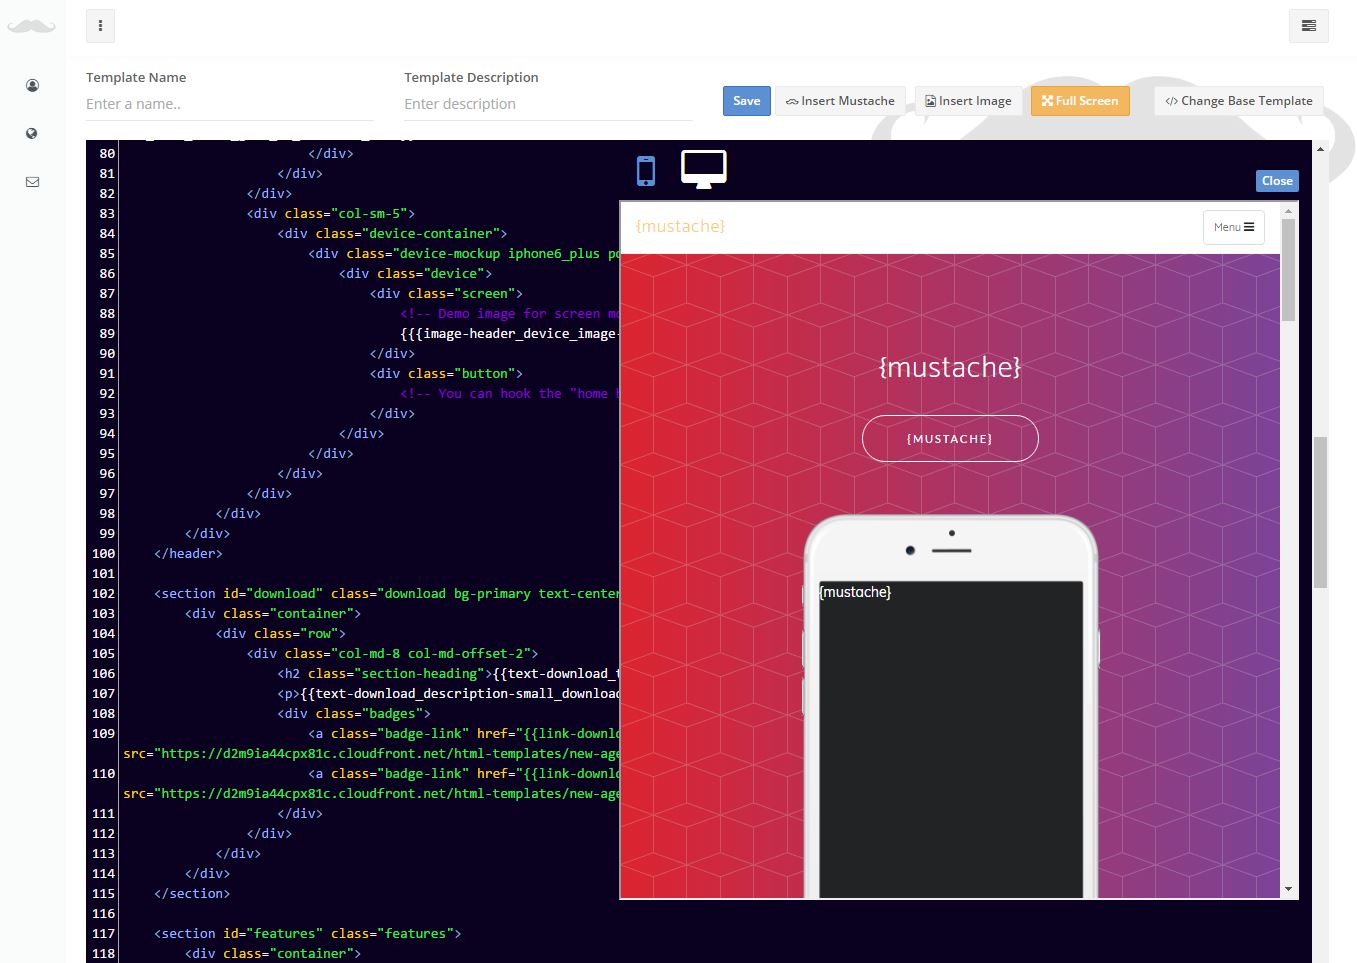 Template Name
Template Description
Enter a name..
Enter description
Save
Insert Mustache
Insert Image
Full Screen
</> Change Base Template
80 </div>
81 </div>
82 </div>
83 <div class="col-sm-5">
84 <div class="device-container">
85 <div class="device-mockup iphone6_plus po
86 <div class="device">
87 <div class="screen">
88 <!-- Demo image for screen mo
89 {{{image-header_device_image-
90 </div>
91 <div class="button">
92 <!-- You can hook the "home b
93 </div>
94 </div>
95 </div>
96 </div>
97 </div>
98 </div>
99 </div>
100 </header>
101
102 <section id="download" class="download bg-primary text-center
103 <div class="container">
104 <div class="row">
105 <div class="col-md-8 col-md-offset-2">
106 <h2 class="section-heading">{{text-download_t
107 <p>{{text-download_description-small_download
108 <div class="badges">
109 <a class="badge-link" href="{{link-downlo
src="https://d2m9ia44cpx81c.cloudfront.net/html-templates/new-age
110 <a class="badge-link" href="{{link-downlo
src="https://d2m9ia44cpx81c.cloudfront.net/html-templates/new-age
111 </div>
112 </div>
113 </div>
114 </div>
115 </section>
116
117 <section id="features" class="features">
118 <div class="container">
Close
{mustache}
Menu
{mustache}
{MUSTACHE}
{mustache}